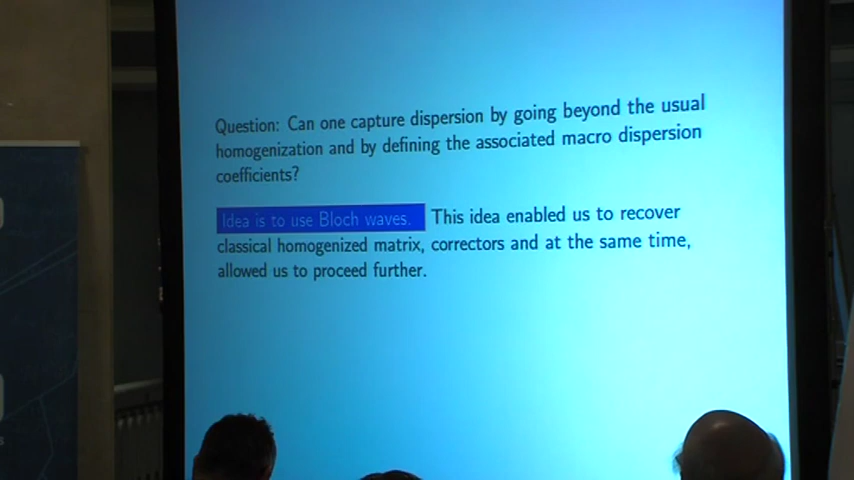 Question: Can one capture dispersion by going beyond the usual
homogenization and by defining the associated macro dispersion
coefficients?
Idea is to use Bloch waves. This idea enabled us to recover
classical homogenized matrix, correctors and at the same time,
allowed us to proceed further.